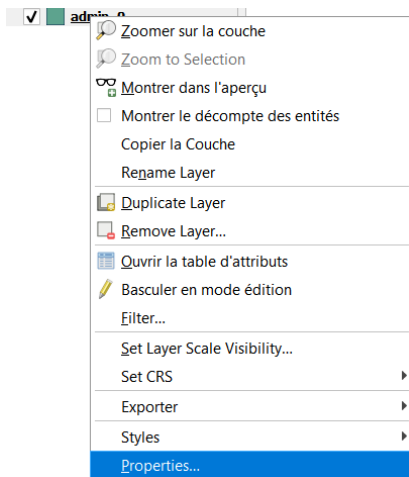 Zoomer sur la couche
Zoom to Selection
Montrer dans l'aperçu
Montrer le décompte des entités
Copier la Couche
Rename Layer
Duplicate Layer
Remove Layer...
Ouvrir la table d'attributs
Basculer en mode édition
Filter...
Set Layer Scale Visibility...
Set CRS
Exporter
Styles
Properties...